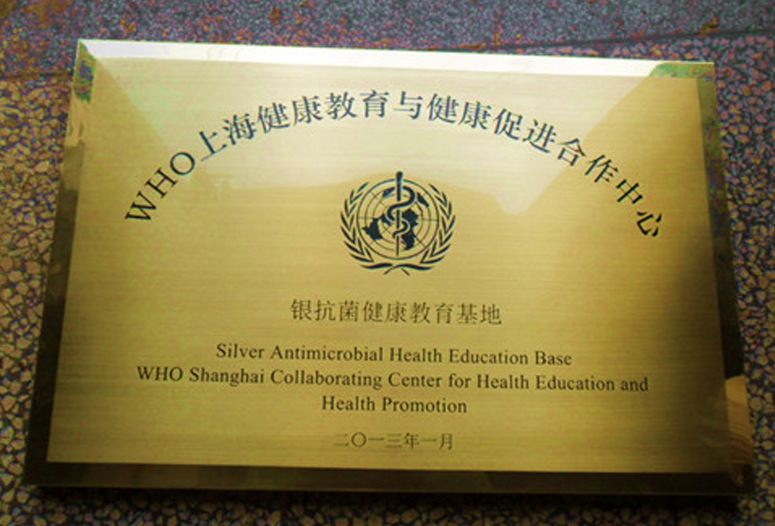 WHO上海健康教育与健康促进合作中心
银抗菌健康教育基地
Silver Antimicrobial Health Education Base
WHO Shanghai Collaborating Center for Health Education and
Health Promotion
二〇一三年一月